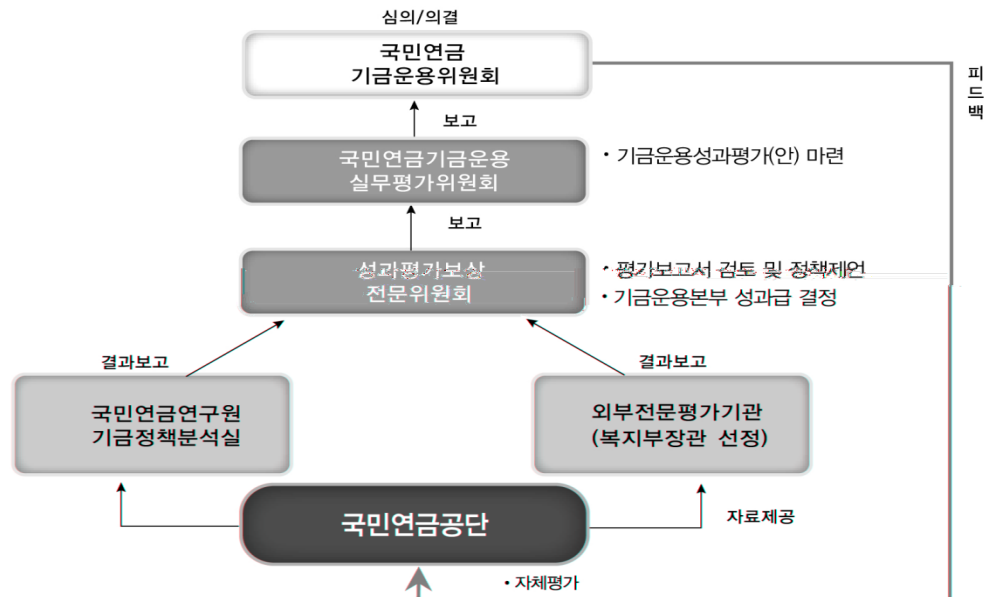 심의/의결
국민연금
기금운용위원회
피
드
백
보고
국민연금기금운용
실무평가위원회
• 기금운용성과평가(안) 마련
보고
성과평가보상
전문위원회
• 평가보고서 검토 및 정책제언
• 기금운용본부 성과급 결정
결과보고
결과보고
국민연금연구원
기금정책분석실
외부전문평가기관
(복지부장관 선정)
국민연금공단
자료제공
• 자체평가